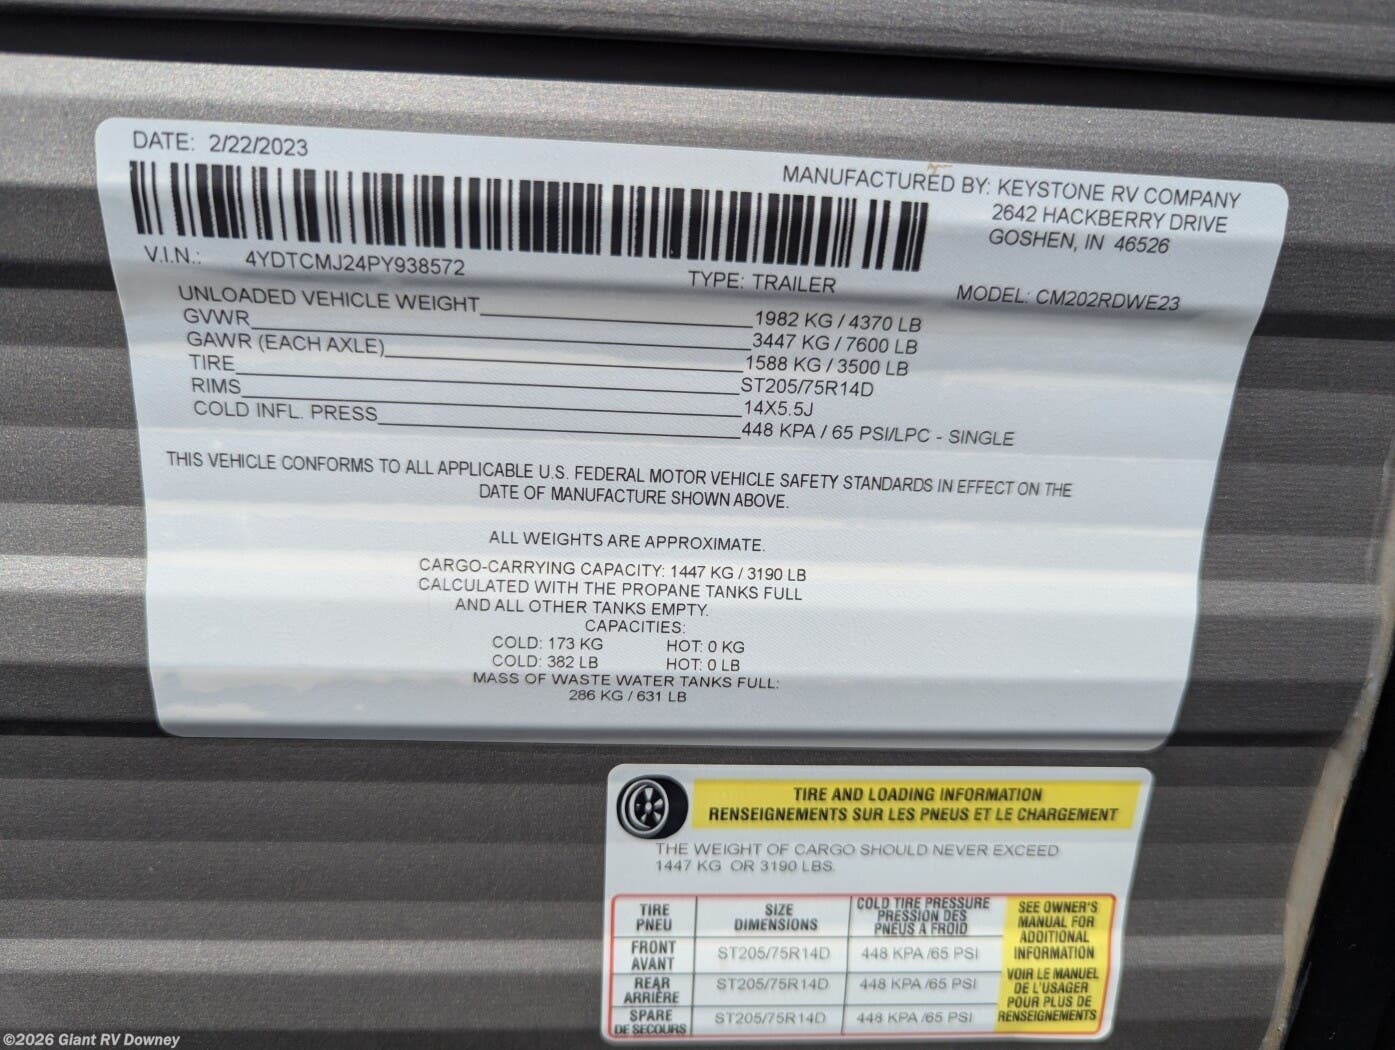 DATE: 2/22/2023
MANUFACTURED BY: KEYSTONE RV COMPANY
2642 HACKBERRY DRIVE
GOSHEN, IN 46526
V.I.N.: 4YDTCMJ24PY938572
TYPE: TRAILER
MODEL: CM202RDWE23
UNLOADED VEHICLE WEIGHT 1982 KG / 4370 LB
GVWR 3447 KG / 7600 LB
GAWR (EACH AXLE) 1588 KG / 3500 LB
TIRE ST205/75R14D
RIMS 14X5.5J
COLD INFL. PRESS 448 KPA / 65 PSI/LPC - SINGLE
THIS VEHICLE CONFORMS TO ALL APPLICABLE U.S. FEDERAL MOTOR VEHICLE SAFETY STANDARDS IN EFFECT ON THE
DATE OF MANUFACTURE SHOWN ABOVE.
ALL WEIGHTS ARE APPROXIMATE.
CARGO-CARRYING CAPACITY: 1447 KG / 3190 LB
CALCULATED WITH THE PROPANE TANKS FULL
AND ALL OTHER TANKS EMPTY.
CAPACITIES:
COLD: 173 KG HOT: 0 KG
COLD: 382 LB HOT: 0 LB
MASS OF WASTE WATER TANKS FULL:
286 KG / 631 LB
TIRE AND LOADING INFORMATION
RENSEIGNEMENTS SUR LES PNEUS ET LE CHARGEMENT
THE WEIGHT OF CARGO SHOULD NEVER EXCEED
1447 KG OR 3190 LBS.
TIRE
PNEU
SIZE
DIMENSIONS
COLD TIRE PRESSURE
PRESSION DES
PNEUS A FROID
FRONT
AVANT
ST205/75R14D
448 KPA /65 PSI
REAR
ARRIÈRE
ST205/75R14D
448 KPA /65 PSI
SPARE
DE SECOURS
ST205/75R14D
448 KPA /65 PSI
SEE OWNER'S
MANUAL FOR
ADDITIONAL
INFORMATION
VOIR LE MANUEL
DE L'USAGER
POUR PLUS DE
RENSEIGNEMENTS
©2026 Giant RV Downey